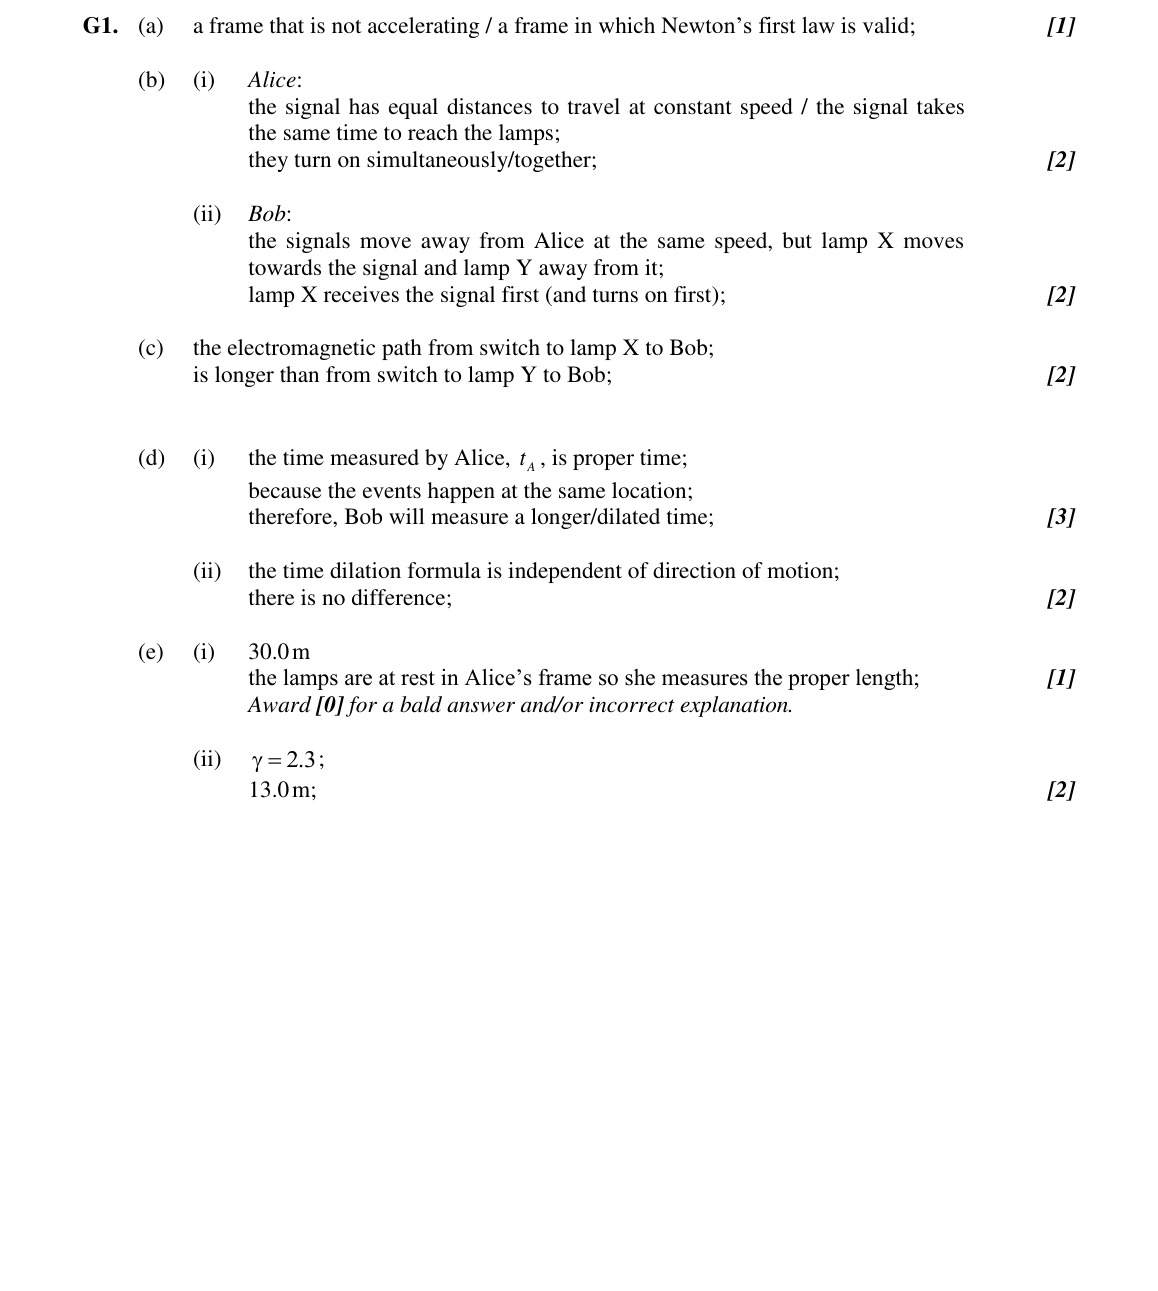 G1. (a) a frame that is not accelerating / a frame in which Newton's first law is valid; [1]
(b) (i) Alice:
the signal has equal distances to travel at constant speed / the signal takes
the same time to reach the lamps;
they turn on simultaneously/together; [2]
(ii) Bob:
the signals move away from Alice at the same speed, but lamp X moves
towards the signal and lamp Y away from it;
lamp X receives the signal first (and turns on first); [2]
(c) the electromagnetic path from switch to lamp X to Bob;
is longer than from switch to lamp Y to Bob; [2]
(d) (i) the time measured by Alice, t_A, is proper time;
because the events happen at the same location;
therefore, Bob will measure a longer/dilated time; [3]
(ii) the time dilation formula is independent of direction of motion;
there is no difference; [2]
(e) (i) 30.0 m
the lamps are at rest in Alice's frame so she measures the proper length; [1]
Award [0] for a bald answer and/or incorrect explanation.
(ii) γ = 2.3;
13.0 m; [2]